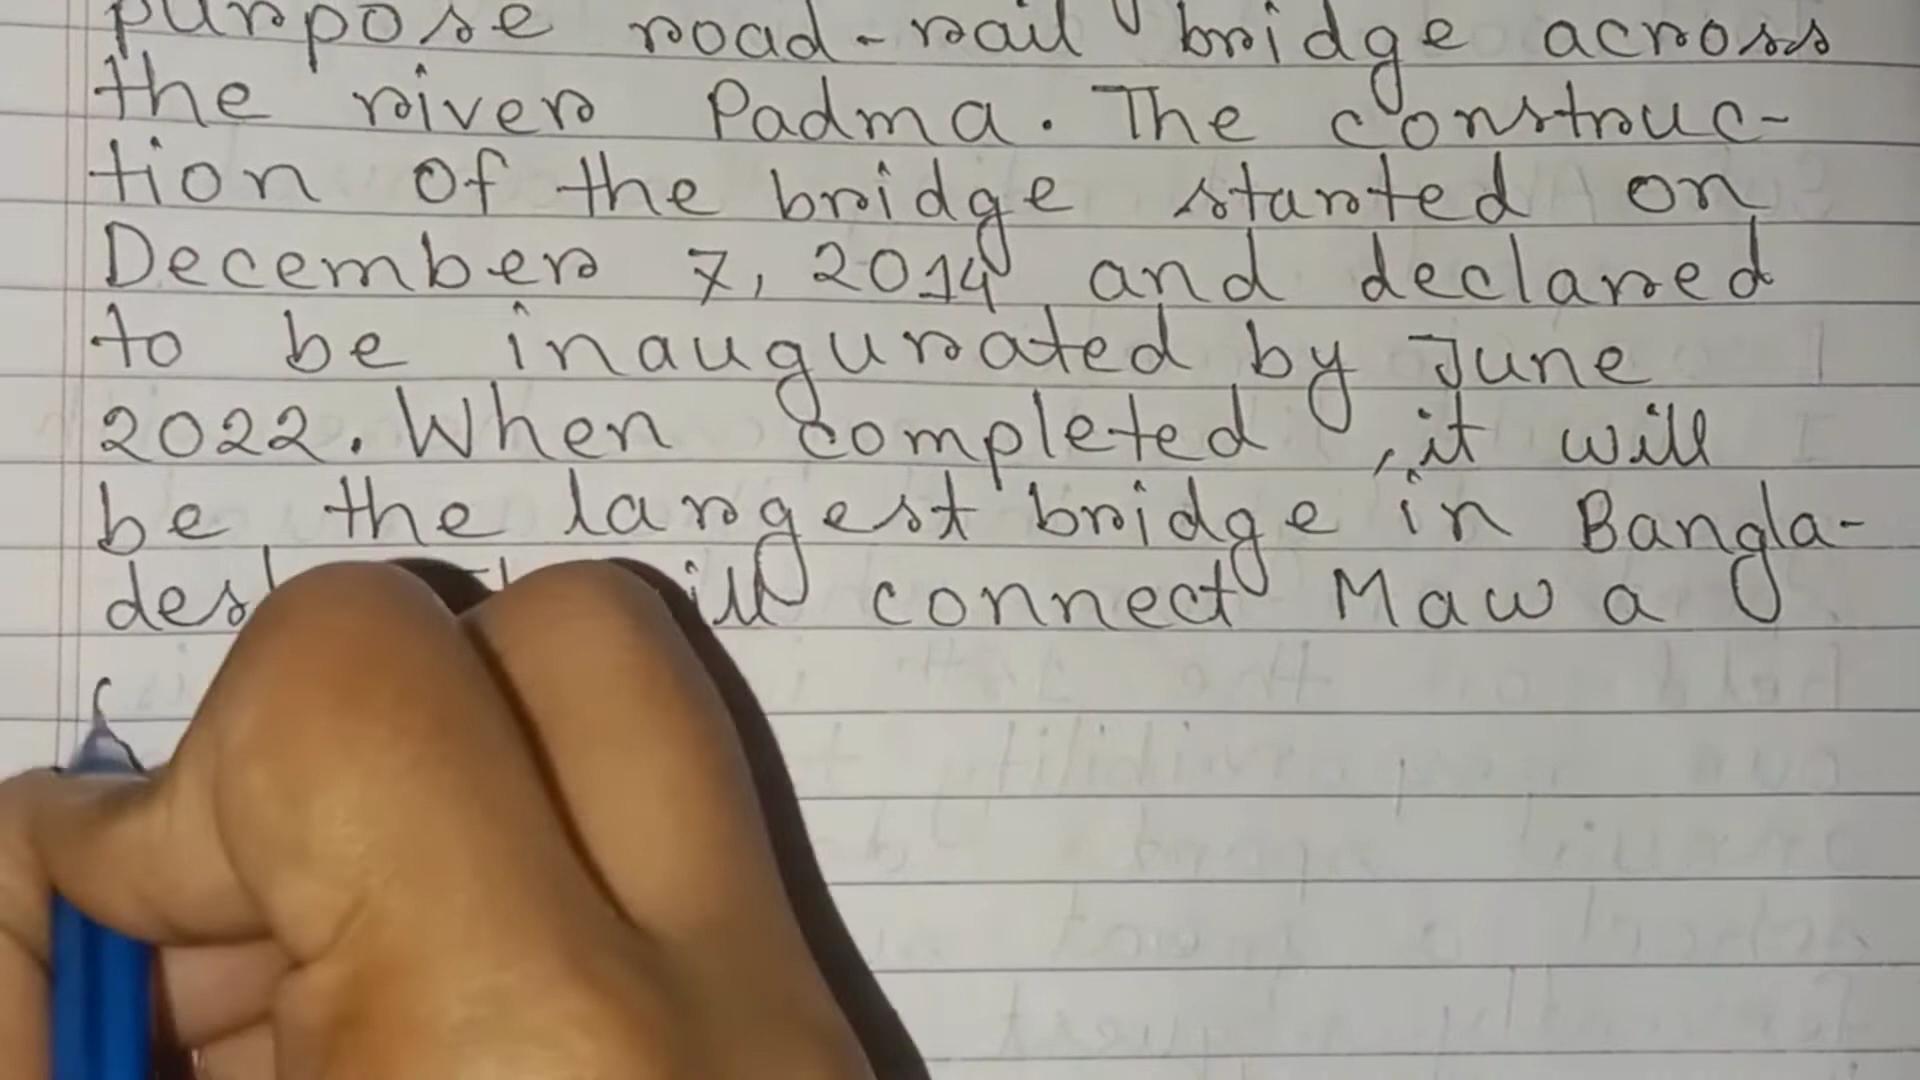 purpose road-rail bridge across
the river Padma. The construc-
tion of the bridge started on
December 7, 2014 and declared
to be inaugurated by June
2022. When completed, it will
be the largest bridge in Bangla-
connect Mawa